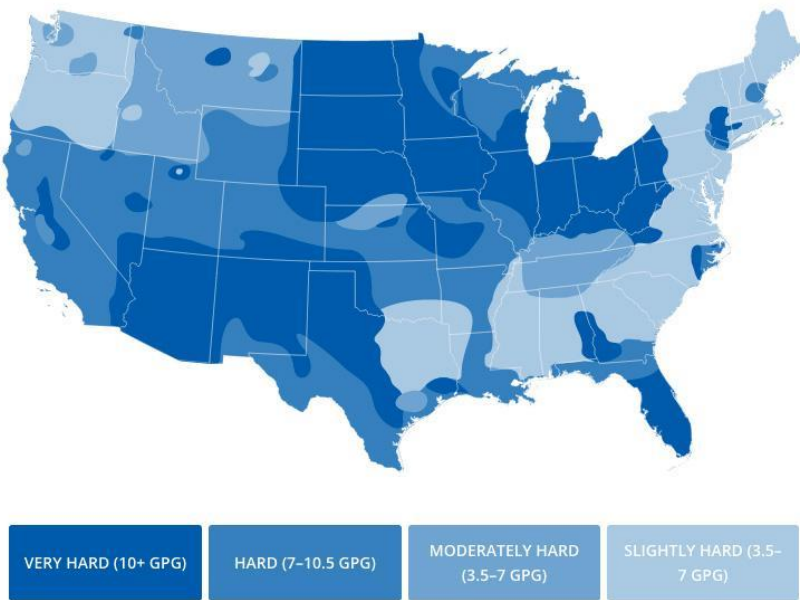 VERY HARD (10+ GPG)
HARD (7–10.5 GPG)
MODERATELY HARD
(3.5–7 GPG)
SLIGHTLY HARD (3.5–
7 GPG)